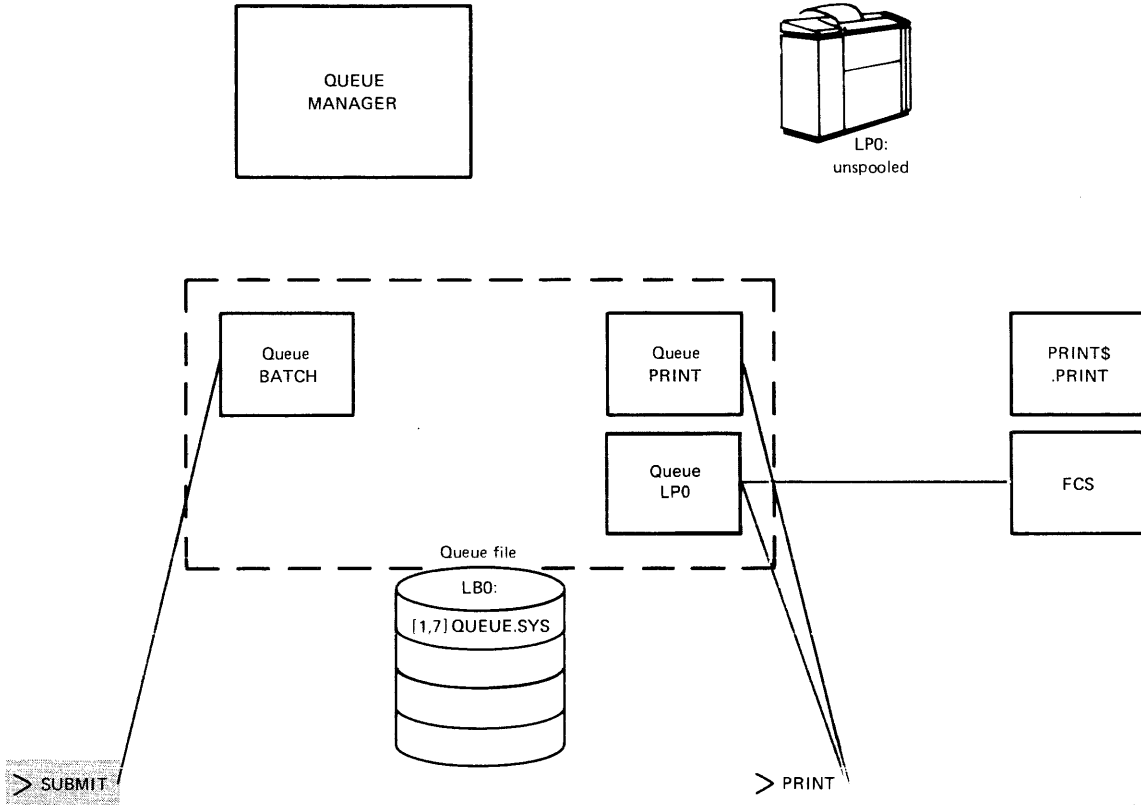 QUEUE
MANAGER
LP0:
unspooled
Queue
BATCH
Queue
PRINT
PRINT$
.PRINT
Queue
LP0
FCS
Queue file
LB0:
[1,7] QUEUE.SYS
> SUBMIT
> PRINT